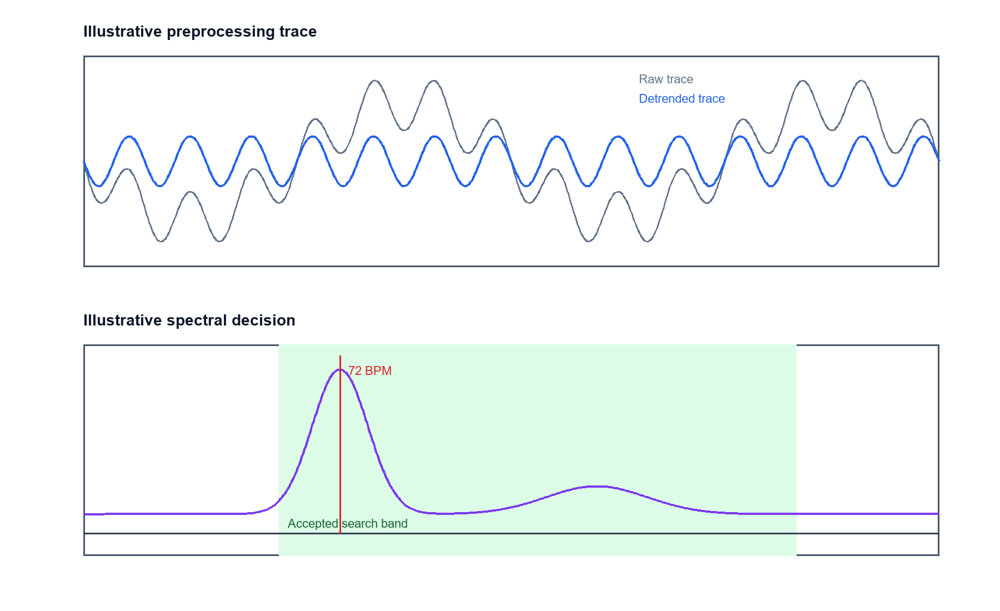 Illustrative preprocessing trace
Raw trace
Detrended trace
Illustrative spectral decision
72 BPM
Accepted search band